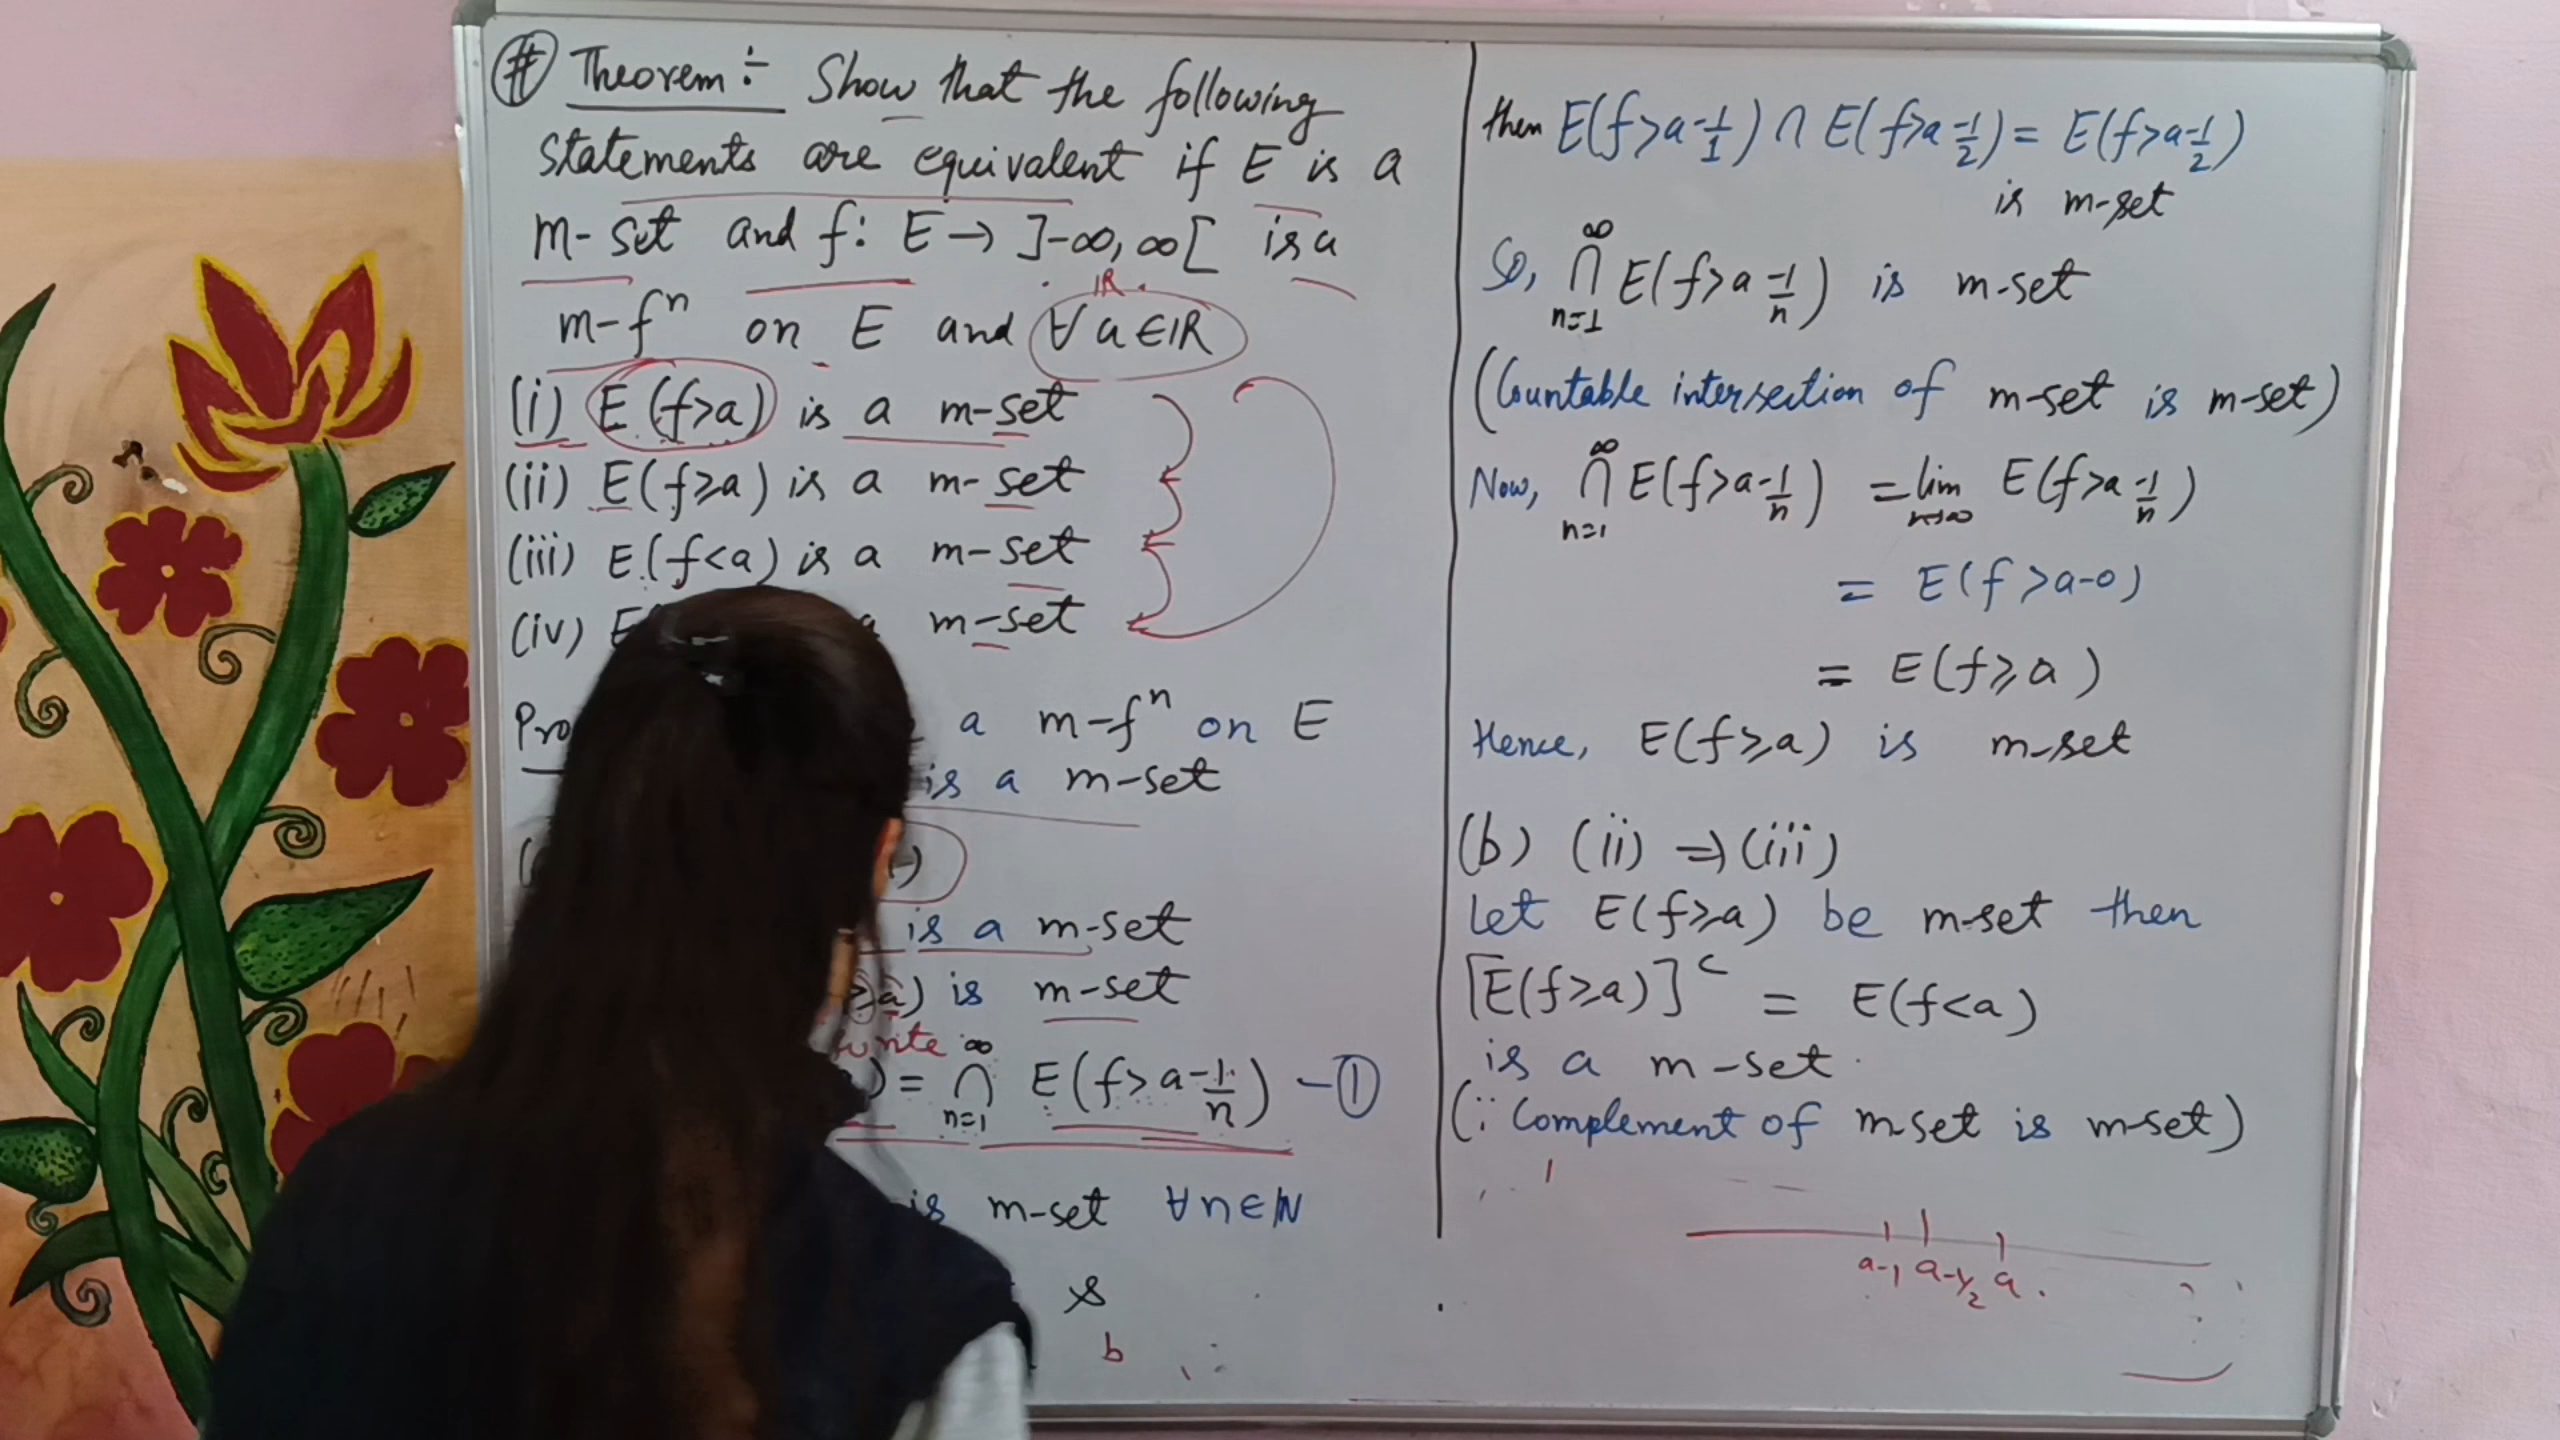 # Theorem ÷ Show that the following
statements are equivalent if E is a
m-set and f: E → ]-∞, ∞[ is a
IR
m-fⁿ on E and ∀ a ∈ IR
(i) E(f>a) is a m-set
(ii) E(f⩾a) is a m-set
(iii) E(f<a) is a m-set
(iv) E a m-set
a m-fⁿ on E
is a m-set
is a m-set
⩾a) is m-set
write
) = ∞∩n=1 E(f>a-1/n) -①
is m-set ∀n∈N
b
then E(f>a-1/1) ∩ E(f>a-1/2) = E(f>a-1/2)
is m-set
So, ∞∩n=1 E(f>a-1/n) is m-set
(Countable intersection of m-set is m-set)
Now, ∞∩n=1 E(f>a-1/n) = lim n→∞ E(f>a-1/n)
= E(f>a-0)
= E(f⩾a)
Hence, E(f⩾a) is m-set
(b) (ii) ⇒ (iii)
Let E(f⩾a) be m-set then
[E(f⩾a)]ᶜ = E(f<a)
is a m-set
(∵ Complement of m-set is m-set)
a-1 a-1/2 a